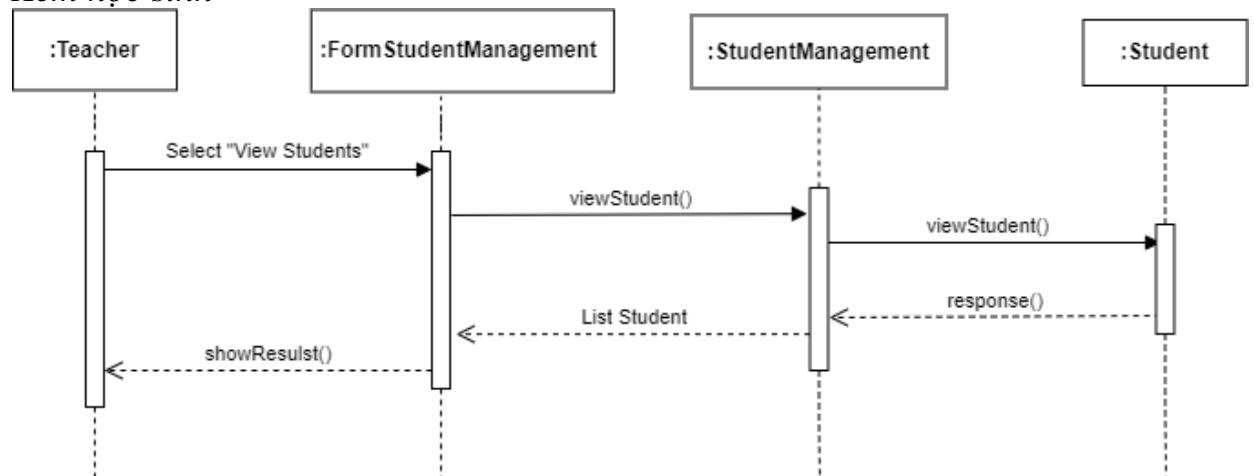 :Teacher
:FormStudentManagement
:StudentManagement
:Student
Select "View Students"
viewStudent()
viewStudent()
response()
List Student
showResulst()